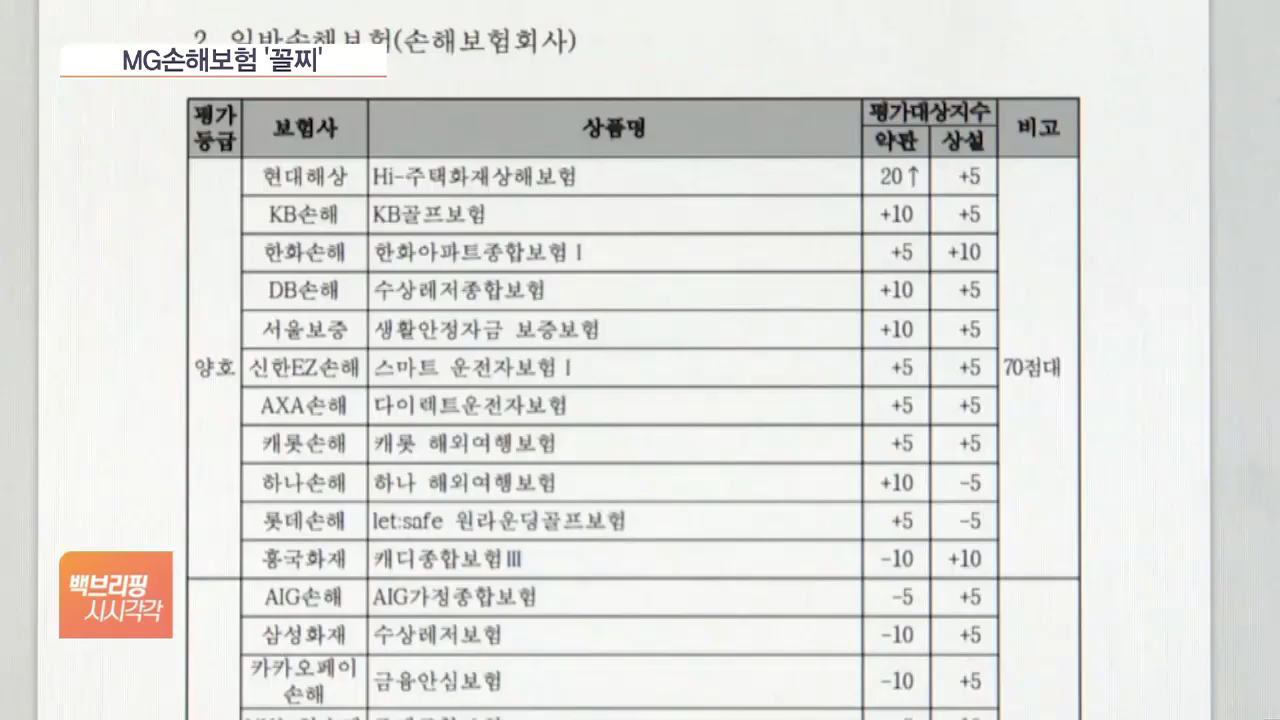 2. 일반손해보험(손해보험회사)
MG손해보험 '꼴찌'
평가등급 보험사 상품명 평가대상지수 약관 상설 비고
현대해상 Hi-주택화재상해보험 20↑ +5
KB손해 KB골프보험 +10 +5
한화손해 한화아파트종합보험Ⅰ +5 +10
DB손해 수상레저종합보험 +10 +5
서울보증 생활안정자금 보증보험 +10 +5
양호 신한EZ손해 스마트 운전자보험Ⅰ +5 +5 70점대
AXA손해 다이렉트운전자보험 +5 +5
캐롯손해 캐롯 해외여행보험 +5 +5
하나손해 하나 해외여행보험 +10 -5
롯데손해 let:safe 원라운딩골프보험 +5 -5
흥국화재 캐디종합보험Ⅲ -10 +10
AIG손해 AIG가정종합보험 -5 +5
삼성화재 수상레저보험 -10 +5
카카오페이손해 금융안심보험 -10 +5
백브리핑
시시각각